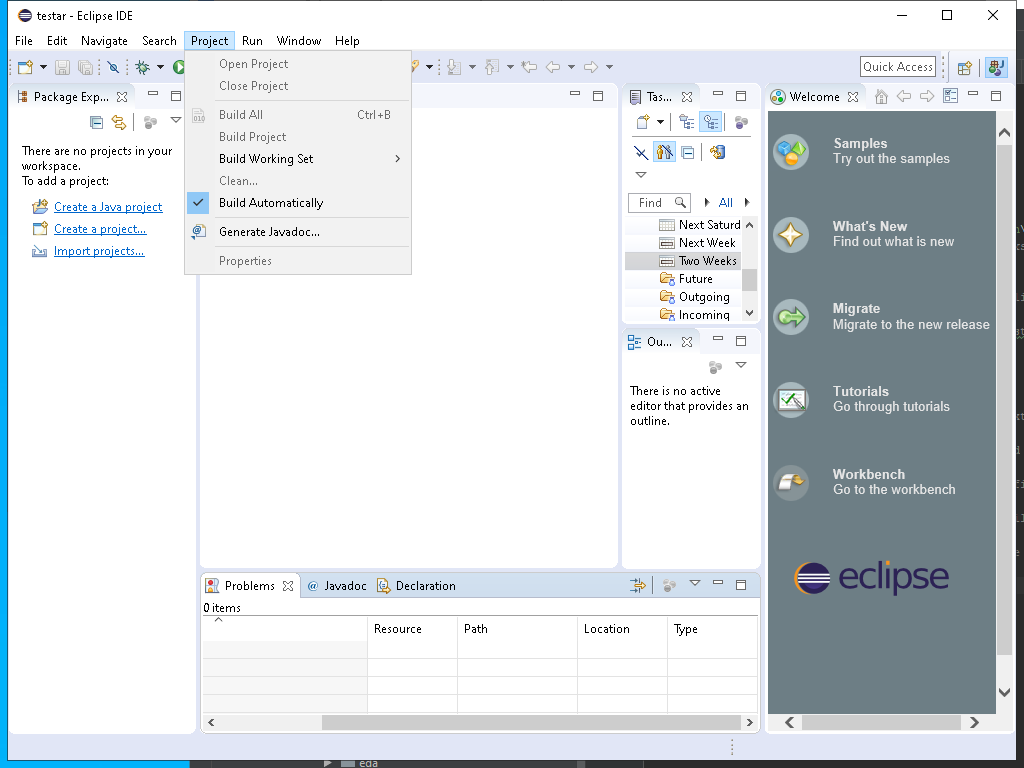 testar - Eclipse IDE
File Edit Navigate Search Project Run Window Help
Quick Access
Open Project
Close Project
Build All Ctrl+B
Build Project
Build Working Set
Clean...
Build Automatically
Generate Javadoc...
Properties
Package Exp...
There are no projects in your
workspace.
To add a project:
Create a Java project
Create a project...
Import projects...
Tas...
Find All
Next Saturd
Next Week
Two Weeks
Future
Outgoing
Incoming
Ou...
There is no active
editor that provides an
outline.
Welcome
Samples
Try out the samples
What's New
Find out what is new
Migrate
Migrate to the new release
Tutorials
Go through tutorials
Workbench
Go to the workbench
eclipse
Problems @ Javadoc Declaration
0 items
Resource Path Location Type
eda